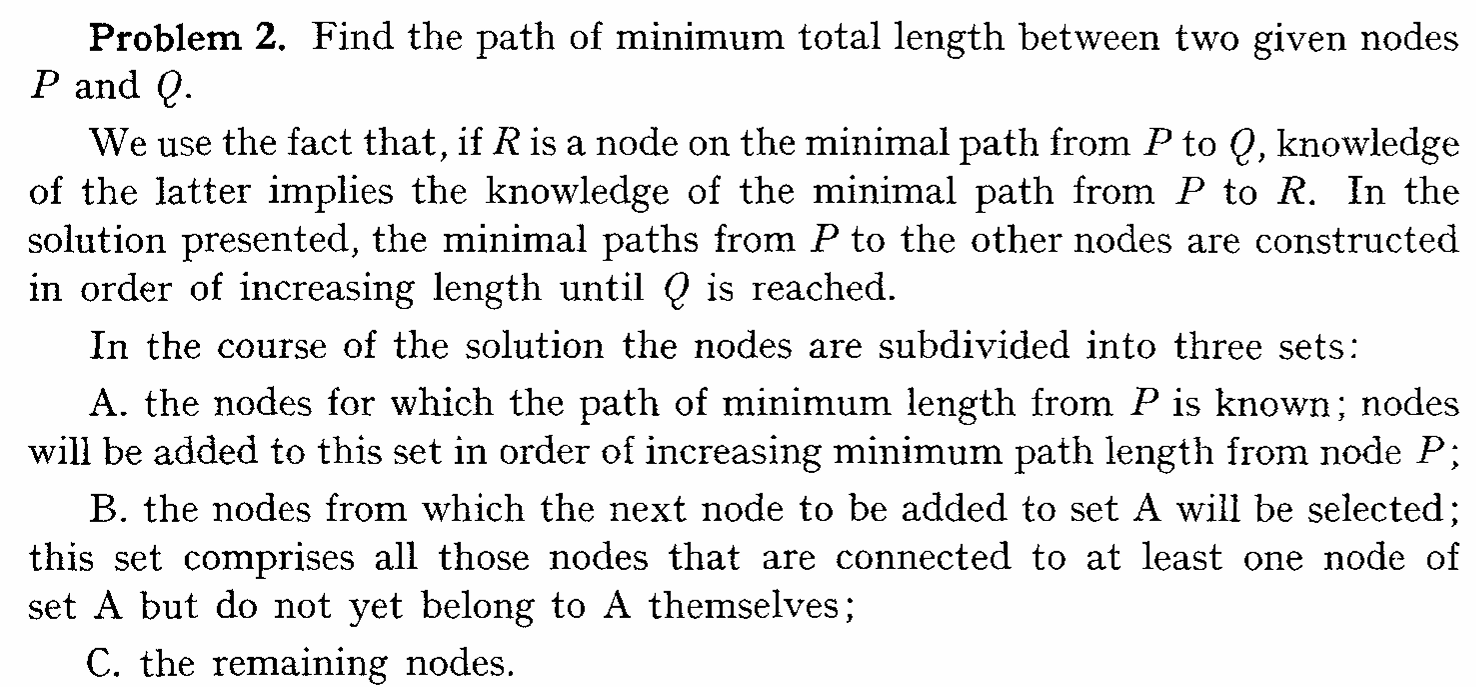 Problem 2. Find the path of minimum total length between two given nodes
P and Q.
We use the fact that, if R is a node on the minimal path from P to Q, knowledge
of the latter implies the knowledge of the minimal path from P to R. In the
solution presented, the minimal paths from P to the other nodes are constructed
in order of increasing length until Q is reached.
In the course of the solution the nodes are subdivided into three sets:
A. the nodes for which the path of minimum length from P is known; nodes
will be added to this set in order of increasing minimum path length from node P;
B. the nodes from which the next node to be added to set A will be selected;
this set comprises all those nodes that are connected to at least one node of
set A but do not yet belong to A themselves;
C. the remaining nodes.